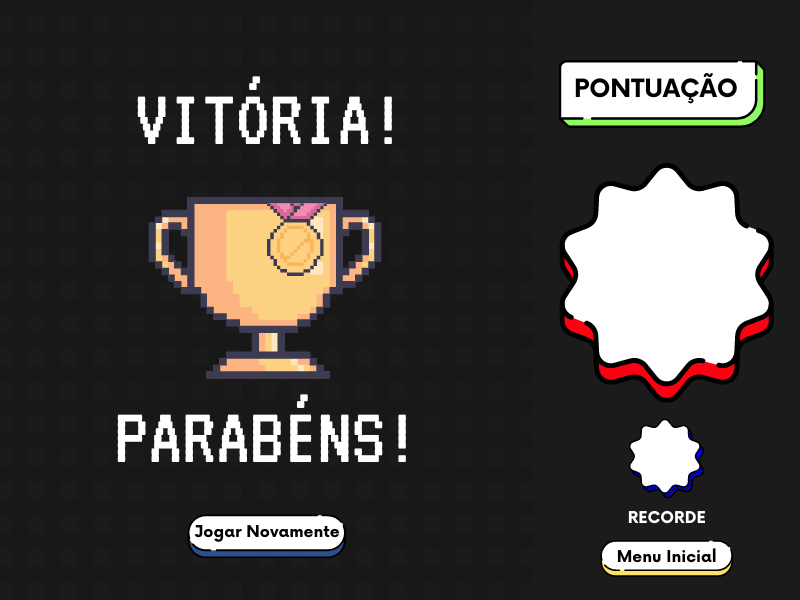 VITÓRIA!
PARABÉNS!
Jogar Novamente
PONTUAÇÃO
RECORDE
Menu Inicial